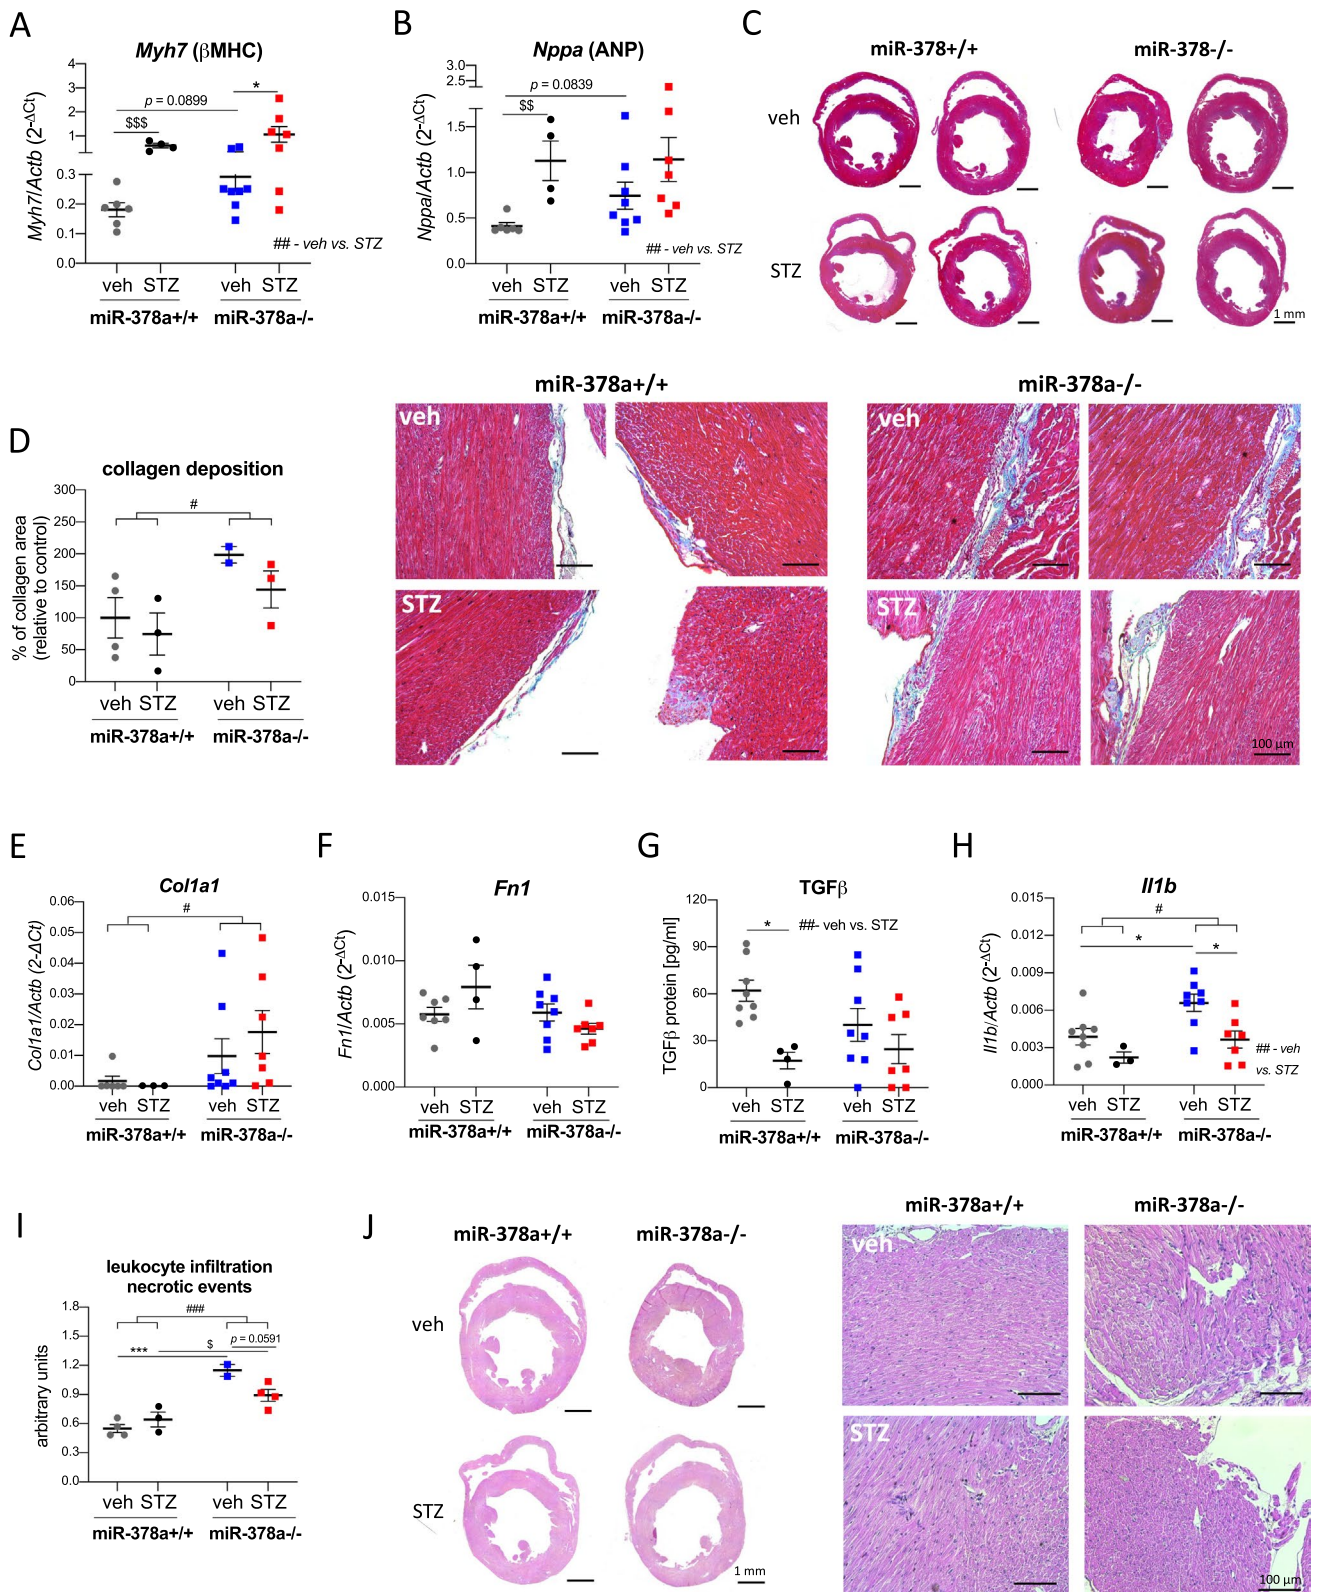 A
Myh7 (βMHC)
Myh7/Actb (2-ΔCt)
4
3
2
1
0.3
0.2
0.1
0.0
p = 0.0899
*
$$$
## - veh vs. STZ
veh STZ veh STZ
miR-378a+/+ miR-378a-/-
B
Nppa (ANP)
Nppa/Actb (2-ΔCt)
3.0
2.5
1.5
1.0
0.5
0.0
p = 0.0839
$$
## - veh vs. STZ
veh STZ veh STZ
miR-378a+/+ miR-378a-/-
C
miR-378+/+ miR-378-/-
veh
STZ
1 mm
D
collagen deposition
% of collagen area
(relative to control)
300
250
200
150
100
50
0
#
veh STZ veh STZ
miR-378a+/+ miR-378a-/-
miR-378a+/+ miR-378a-/-
veh veh
STZ STZ
100 µm
E
Col1a1
Col1a1/Actb (2-ΔCt)
0.06
0.05
0.04
0.03
0.02
0.01
0.00
#
veh STZ veh STZ
miR-378a+/+ miR-378a-/-
F
Fn1
Fn1/Actb (2-ΔCt)
0.015
0.010
0.005
0.000
veh STZ veh STZ
miR-378a+/+ miR-378a-/-
G
TGFβ
TGFβ protein [pg/ml]
120
90
60
30
0
*
##- veh vs. STZ
veh STZ veh STZ
miR-378a+/+ miR-378a-/-
H
Il1b
Il1b/Actb (2-ΔCt)
0.015
0.012
0.009
0.006
0.003
0.000
#
*
*
## - veh
vs. STZ
veh STZ veh STZ
miR-378a+/+ miR-378a-/-
I
leukocyte infiltration
necrotic events
arbitrary units
1.8
1.5
1.2
0.9
0.6
0.3
0.0
###
p = 0.0591
$
***
veh STZ veh STZ
miR-378a+/+ miR-378a-/-
J
miR-378a+/+ miR-378a-/-
veh
STZ
1 mm
miR-378a+/+ miR-378a-/-
veh
STZ
100 µm